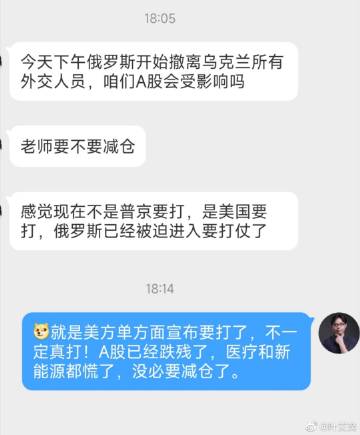 18:05
今天下午俄罗斯开始撤离乌克兰所有
外交人员，咱们A股会受影响吗
老师要不要减仓
感觉现在不是普京要打，是美国要
打，俄罗斯已经被迫进入要打仗了
18:14
就是美方单方面宣布要打了，不一
定真打！A股已经跌残了，医疗和新
能源都慌了，没必要减仓了。